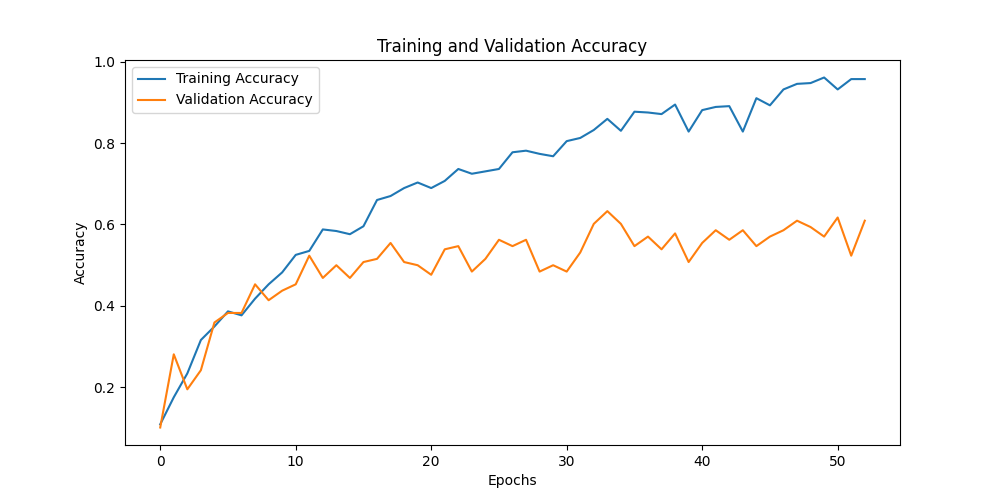 Training and Validation Accuracy
Training Accuracy
Validation Accuracy
Accuracy
1.0
0.8
0.6
0.4
0.2
0 10 20 30 40 50
Epochs